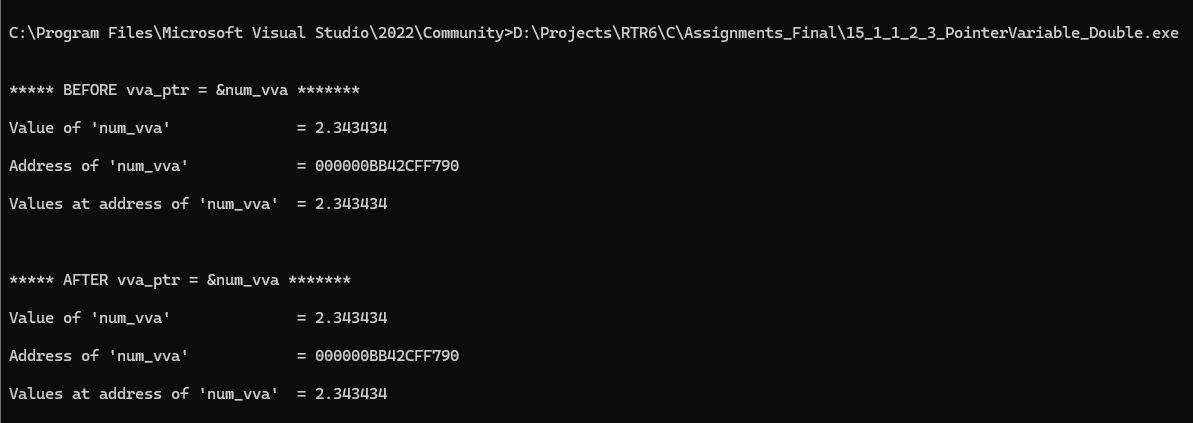 C:\Program Files\Microsoft Visual Studio\2022\Community>D:\Projects\RTR6\C\Assignments_Final\15_1_1_2_3_PointerVariable_Double.exe
***** BEFORE vva_ptr = &num_vva *******
Value of 'num_vva'              = 2.343434
Address of 'num_vva'            = 000000BB42CFF790
Values at address of 'num_vva'  = 2.343434
***** AFTER vva_ptr = &num_vva *******
Value of 'num_vva'              = 2.343434
Address of 'num_vva'            = 000000BB42CFF790
Values at address of 'num_vva'  = 2.343434